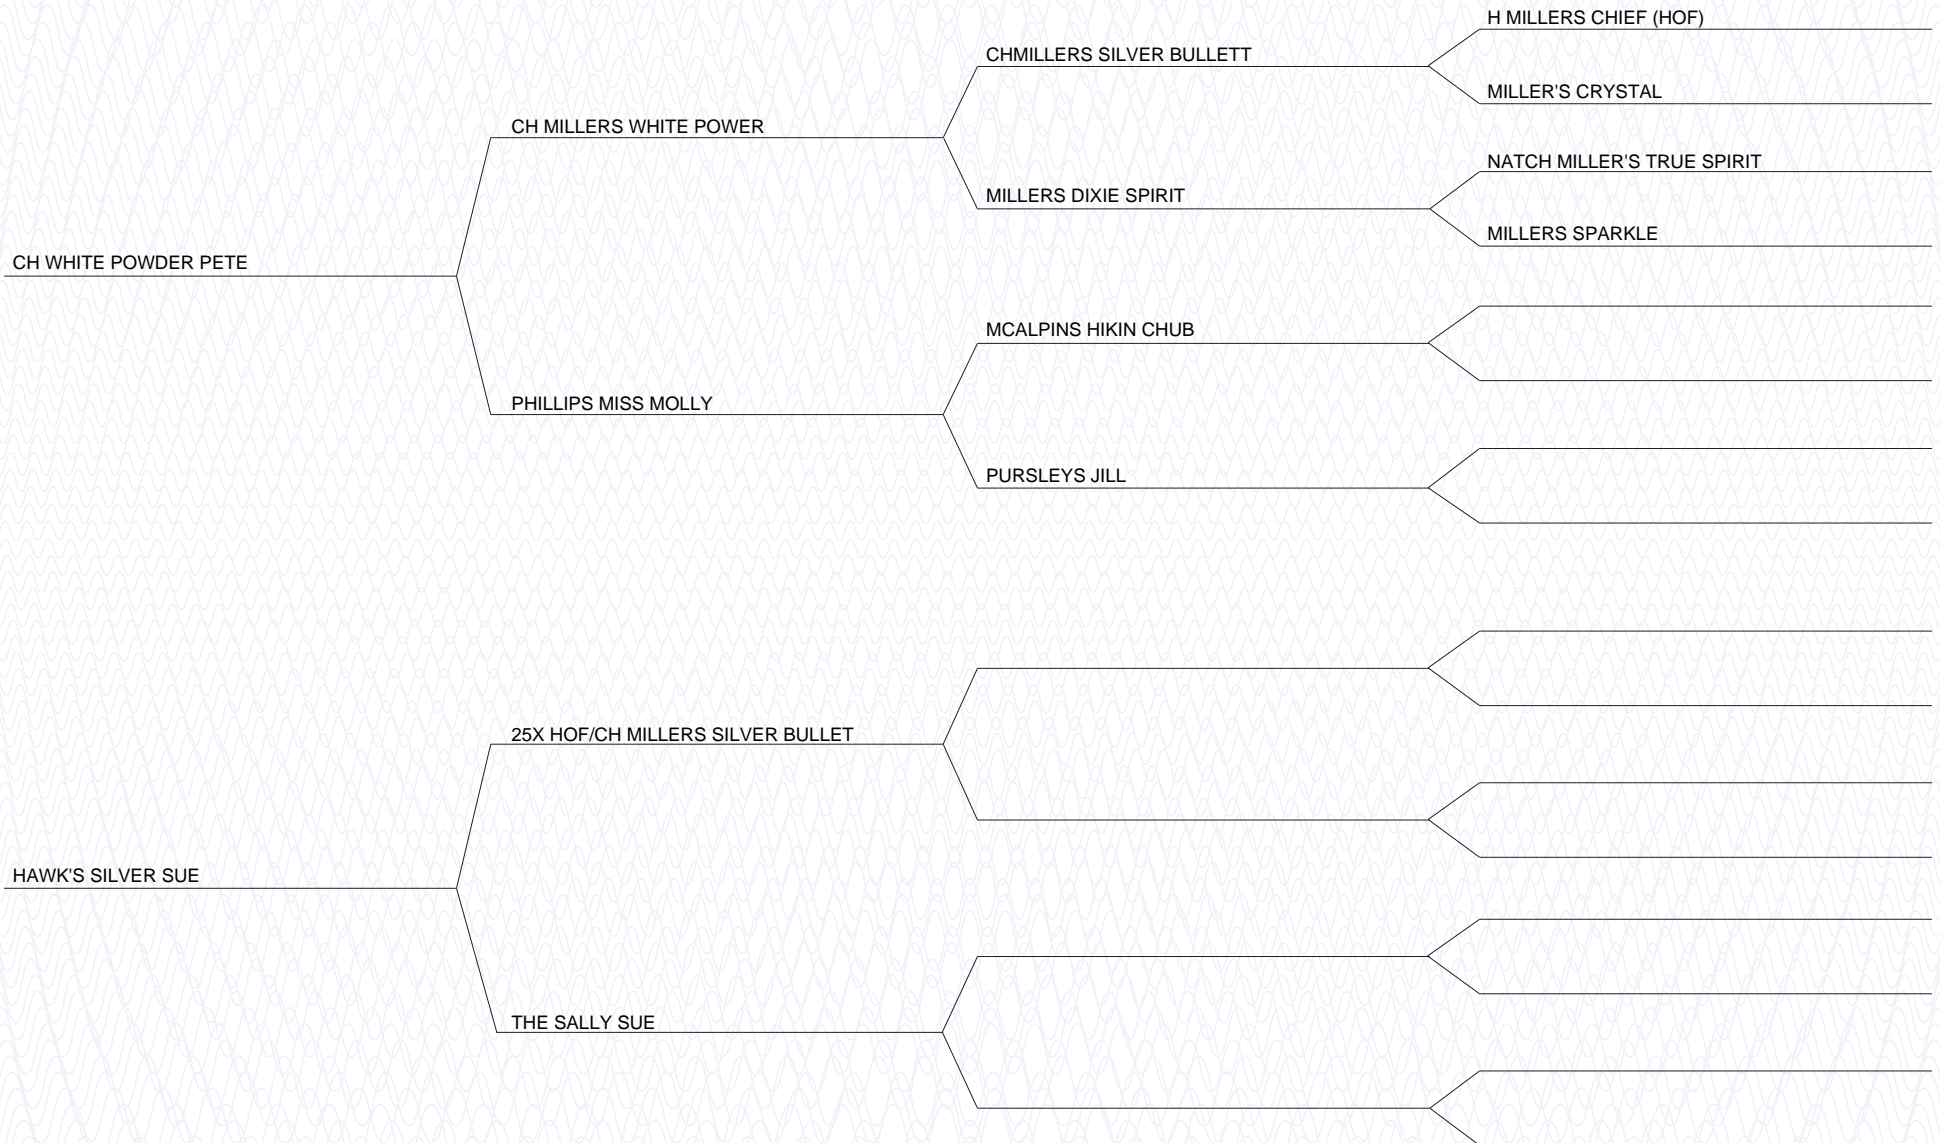 H MILLERS CHIEF (HOF)
CHMILLERS SILVER BULLETT
MILLER'S CRYSTAL
CH MILLERS WHITE POWER
NATCH MILLER'S TRUE SPIRIT
MILLERS DIXIE SPIRIT
MILLERS SPARKLE
CH WHITE POWDER PETE
MCALPINS HIKIN CHUB
PHILLIPS MISS MOLLY
PURSLEYS JILL
25X HOF/CH MILLERS SILVER BULLET
HAWK'S SILVER SUE
THE SALLY SUE